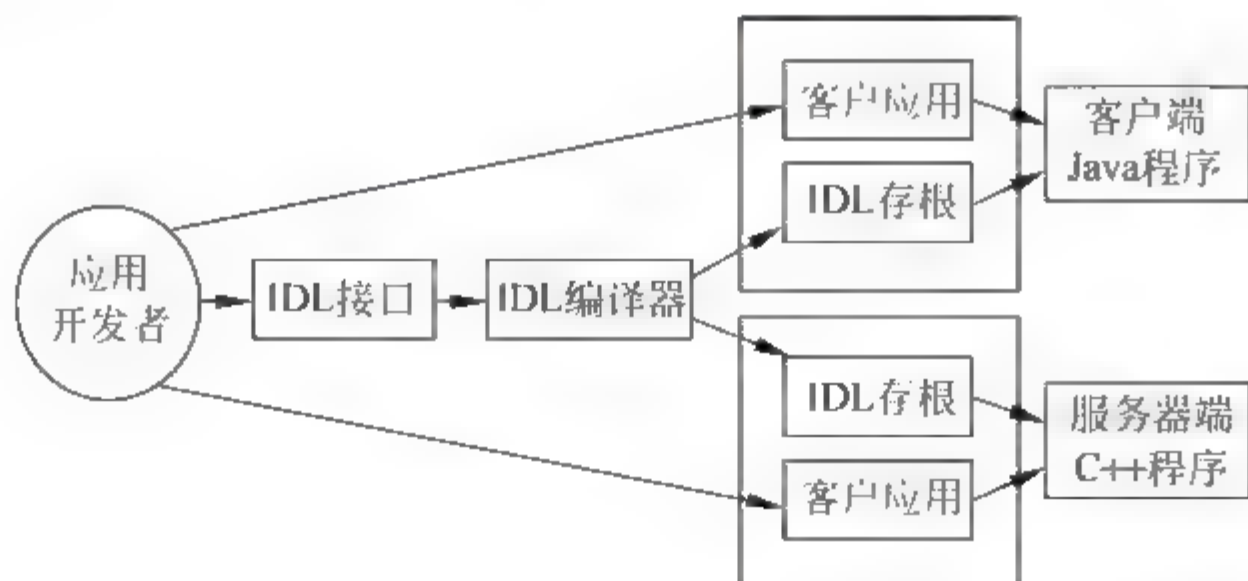 客户应用
客户端
Java程序
IDL存根
应用
开发者
IDL接口
IDL编译器
IDL存根
服务器端
C++程序
客户应用